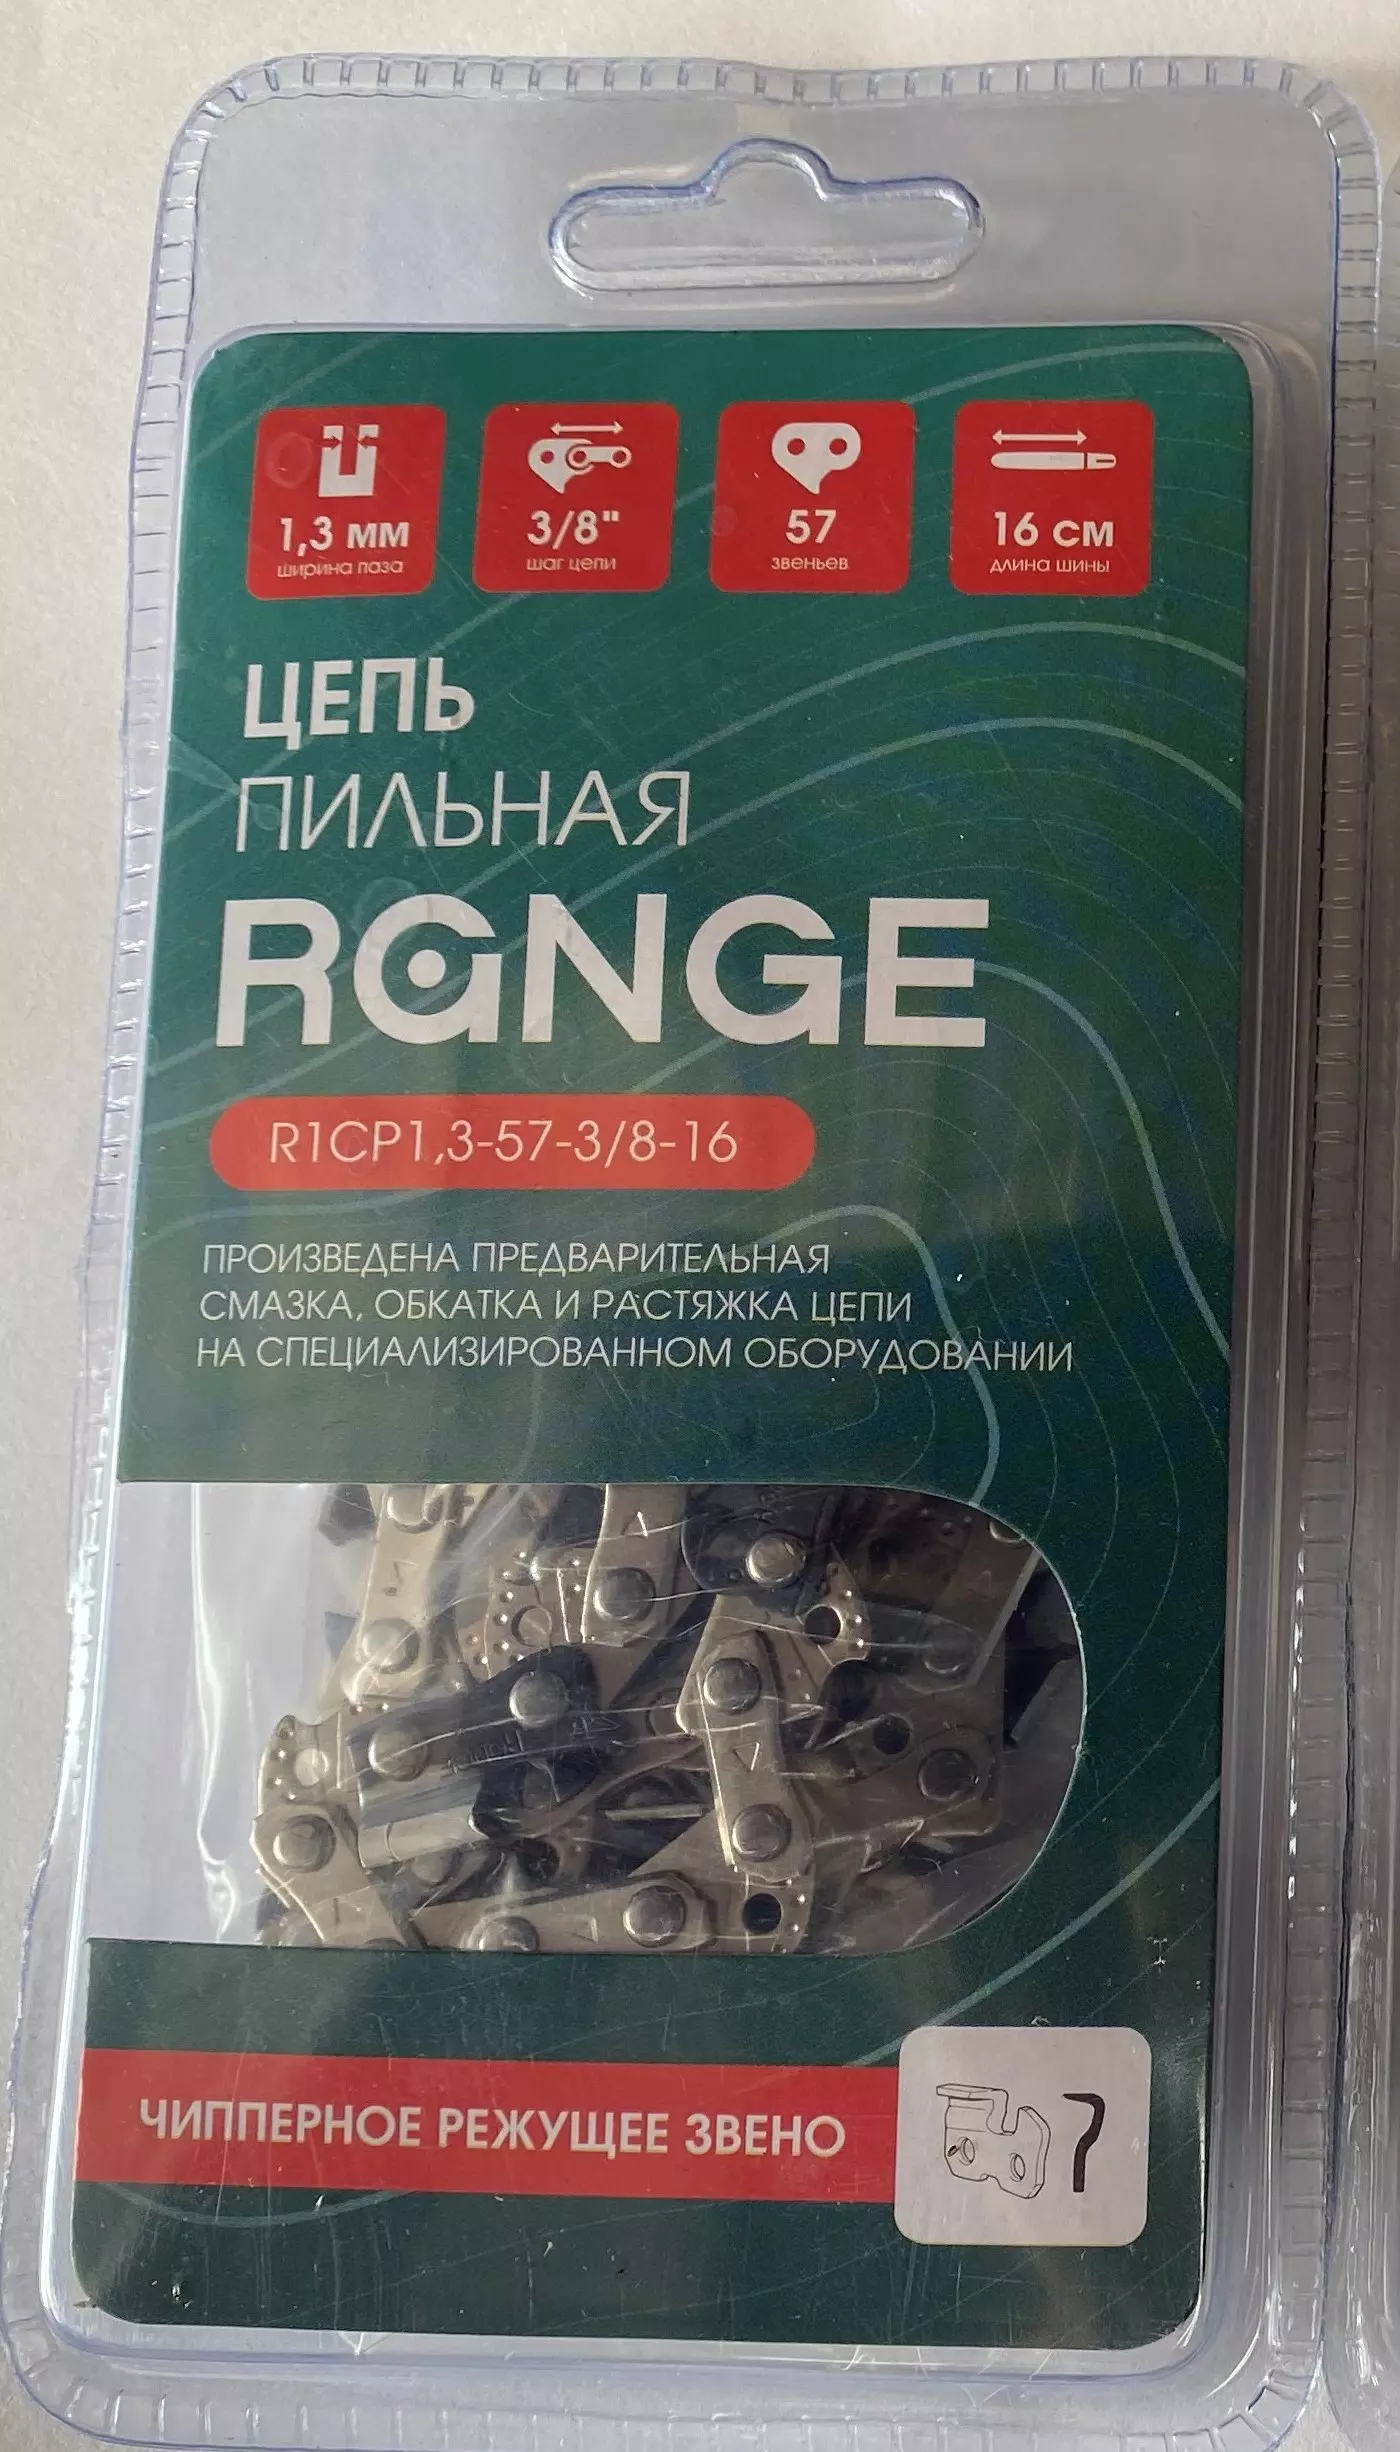 1,3 мм
ширина паза
3/8"
шаг цепи
57
звеньев
16 см
длина шины
ЦЕПЬ
ПИЛЬНАЯ
RANGE
R1CP1,3-57-3/8-16
ПРОИЗВЕДЕНА ПРЕДВАРИТЕЛЬНАЯ
СМАЗКА, ОБКАТКА И РАСТЯЖКА ЦЕПИ
НА СПЕЦИАЛИЗИРОВАННОМ ОБОРУДОВАНИИ
ЧИППЕРНОЕ РЕЖУЩЕЕ ЗВЕНО